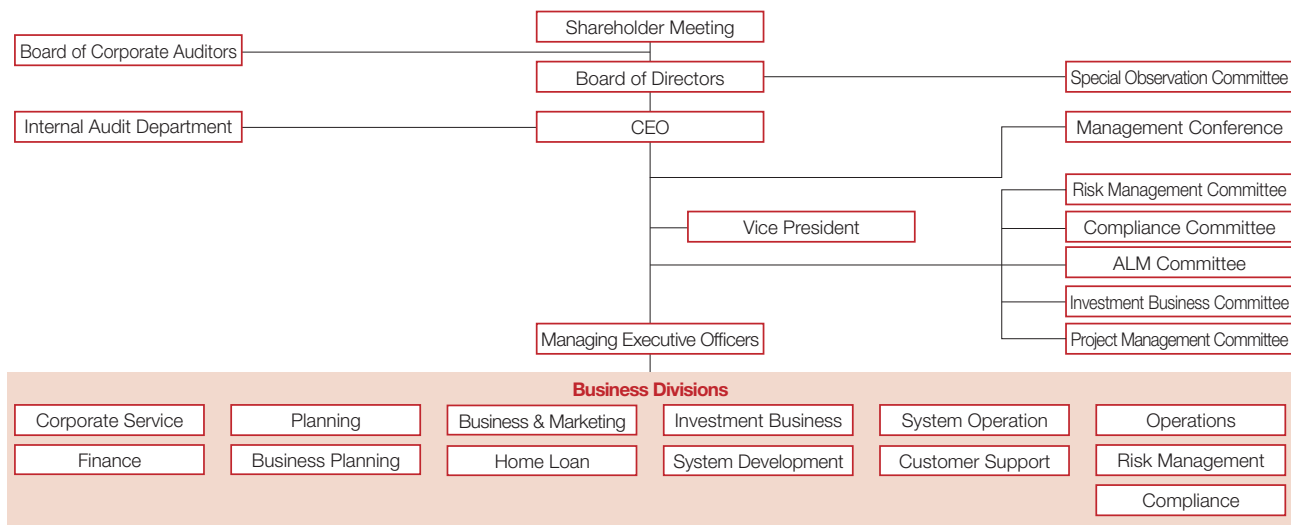 Shareholder Meeting
Board of Corporate Auditors
Board of Directors
Special Observation Committee
Internal Audit Department
CEO
Management Conference
Risk Management Committee
Vice President
Compliance Committee
ALM Committee
Investment Business Committee
Managing Executive Officers
Project Management Committee
Business Divisions
Corporate Service
Planning
Business & Marketing
Investment Business
System Operation
Operations
Finance
Business Planning
Home Loan
System Development
Customer Support
Risk Management
Compliance